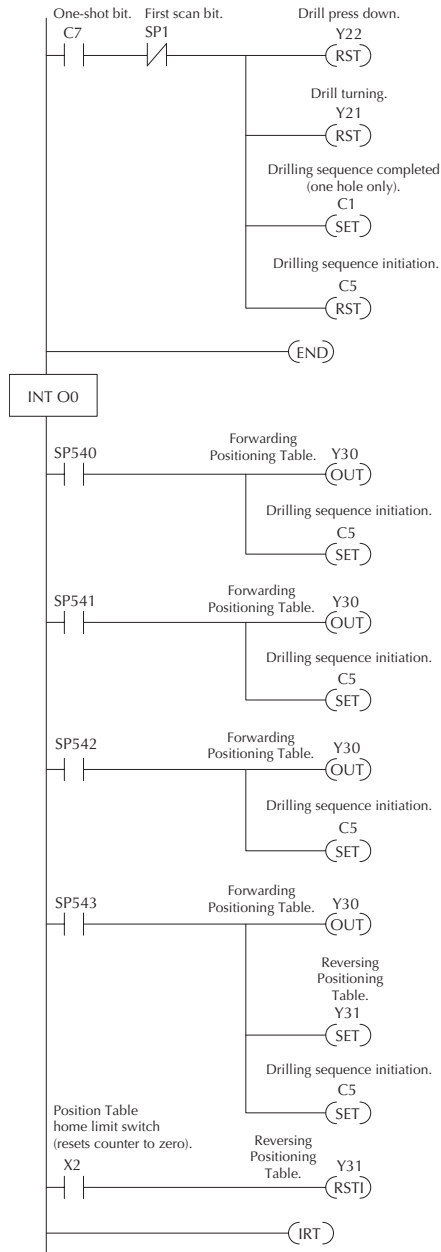 One-shot bit. First scan bit. Drill press down.
C7 SP1 Y22
RST
Drill turning.
Y21
RST
Drilling sequence completed
(one hole only).
C1
SET
Drilling sequence initiation.
C5
RST
END
INT O0
SP540
Forwarding
Positioning Table.
Y30
OUT
Drilling sequence initiation.
C5
SET
SP541
Forwarding
Positioning Table.
Y30
OUT
Drilling sequence initiation.
C5
SET
SP542
Forwarding
Positioning Table.
Y30
OUT
Drilling sequence initiation.
C5
SET
SP543
Forwarding
Positioning Table.
Y30
OUT
Reversing
Positioning
Table.
Y31
SET
Drilling sequence initiation.
C5
SET
Position Table
home limit switch
(resets counter to zero).
X2
Reversing
Positioning
Table.
Y31
RSTI
IRT